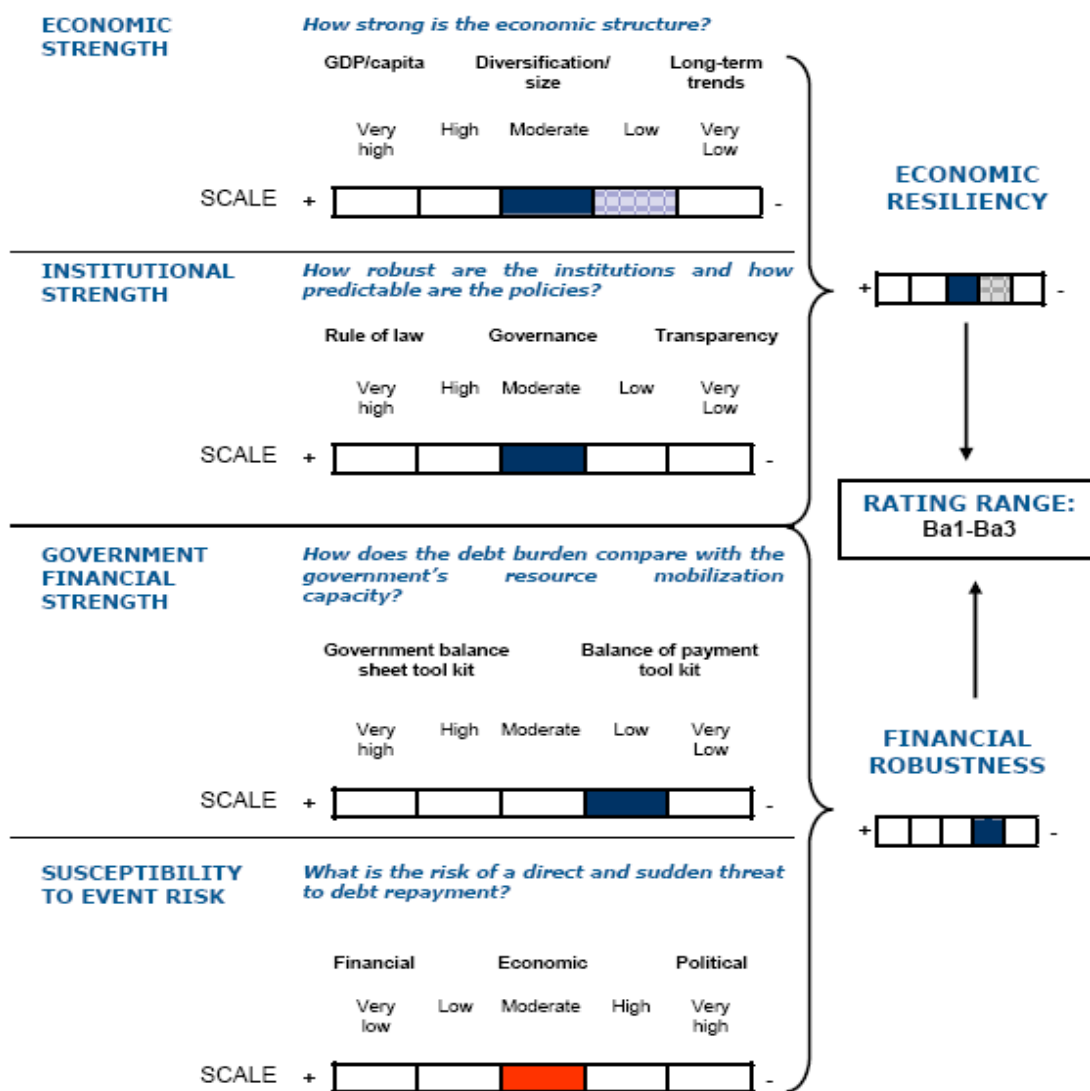 ECONOMIC
STRENGTH
How strong is the economic structure?
GDP/capita Diversification/ size Long-term trends
Very high High Moderate Low Very Low
SCALE + -
INSTITUTIONAL
STRENGTH
How robust are the institutions and how
predictable are the policies?
Rule of law Governance Transparency
Very high High Moderate Low Very Low
SCALE + -
ECONOMIC
RESILIENCY
+ -
RATING RANGE:
Ba1-Ba3
GOVERNMENT
FINANCIAL
STRENGTH
How does the debt burden compare with the
government's resource mobilization
capacity?
Government balance sheet tool kit Balance of payment tool kit
Very high High Moderate Low Very Low
SCALE + -
SUSCEPTIBILITY
TO EVENT RISK
What is the risk of a direct and sudden threat
to debt repayment?
Financial Economic Political
Very low Low Moderate High Very high
SCALE + -
FINANCIAL
ROBUSTNESS
+ -